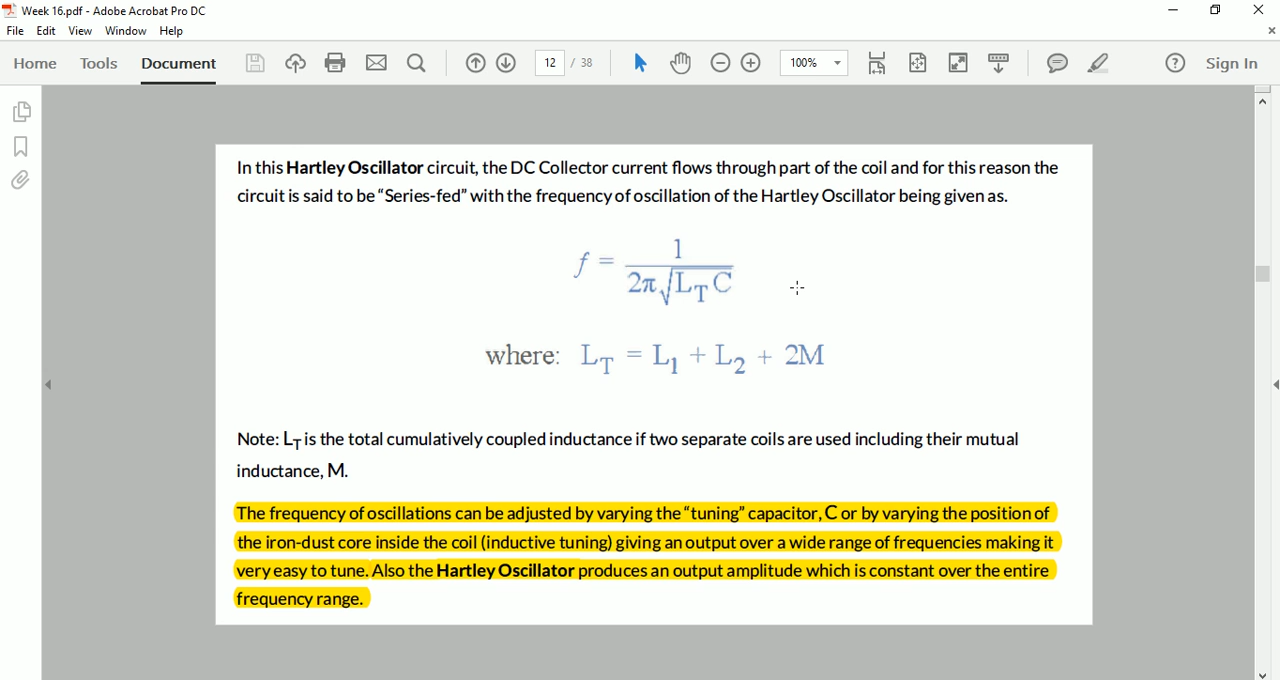 Week 16.pdf - Adobe Acrobat Pro DC
File Edit View Window Help
Home Tools Document 12 / 38 100% Sign In
In this Hartley Oscillator circuit, the DC Collector current flows through part of the coil and for this reason the
circuit is said to be “Series-fed” with the frequency of oscillation of the Hartley Oscillator being given as.
f = 1 / 2π√L_T C
where: L_T = L_1 + L_2 + 2M
Note: L_T is the total cumulatively coupled inductance if two separate coils are used including their mutual
inductance, M.
The frequency of oscillations can be adjusted by varying the “tuning” capacitor, C or by varying the position of
the iron-dust core inside the coil (inductive tuning) giving an output over a wide range of frequencies making it
very easy to tune. Also the Hartley Oscillator produces an output amplitude which is constant over the entire
frequency range.